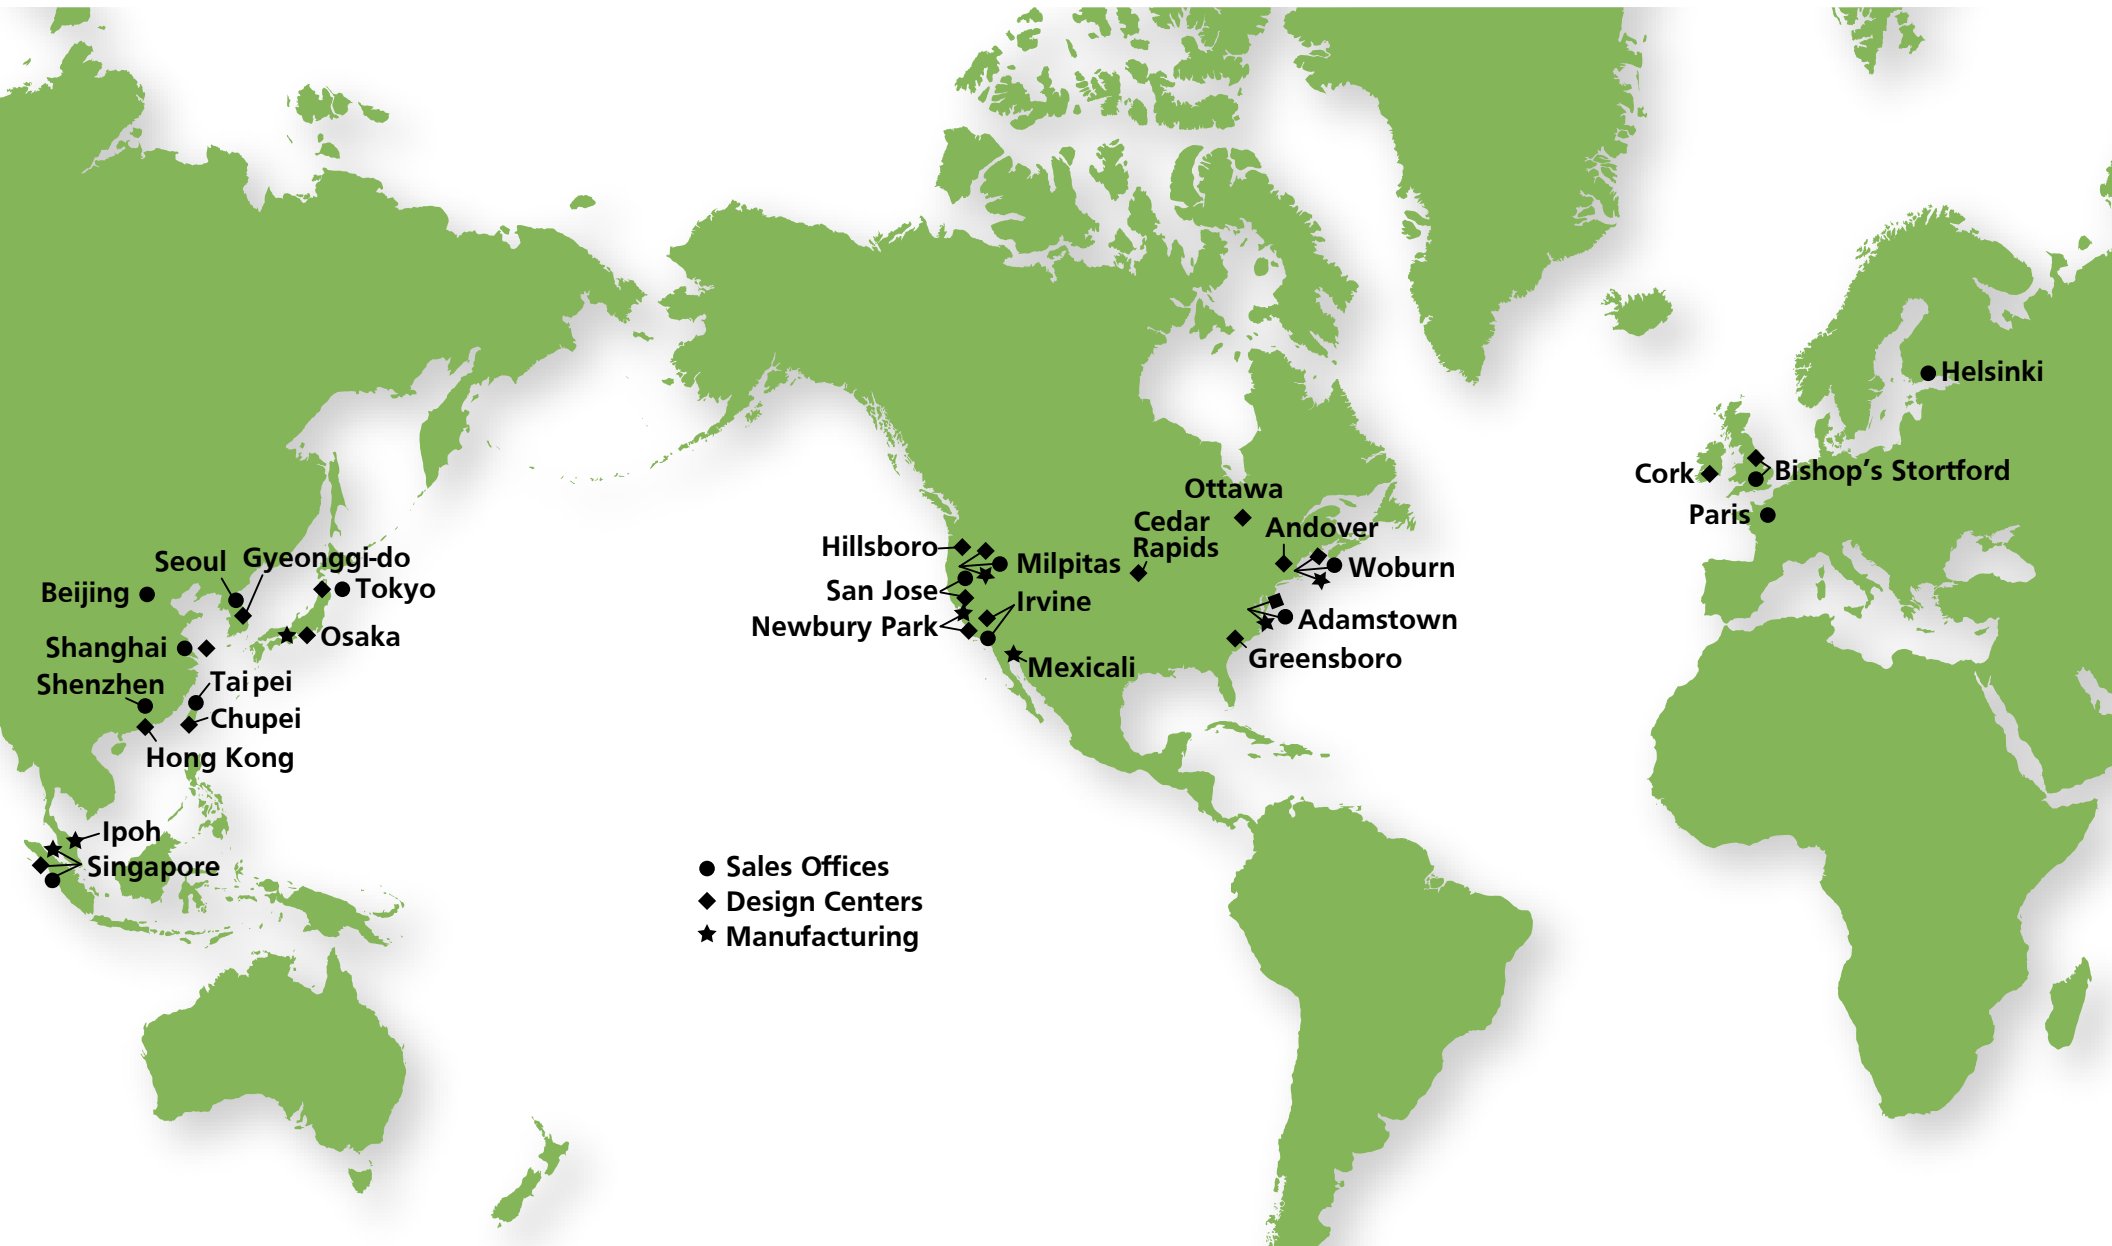 Helsinki
Cork
Bishop's Stortford
Paris
Ottawa
Cedar
Rapids
Andover
Woburn
Adamstown
Greensboro
Hillsboro
Milpitas
San Jose
Irvine
Newbury Park
Mexicali
Seoul
Gyeonggi-do
Beijing
Tokyo
Osaka
Shanghai
Shenzhen
Taipei
Chupei
Hong Kong
Ipoh
Singapore
Sales Offices
Design Centers
Manufacturing